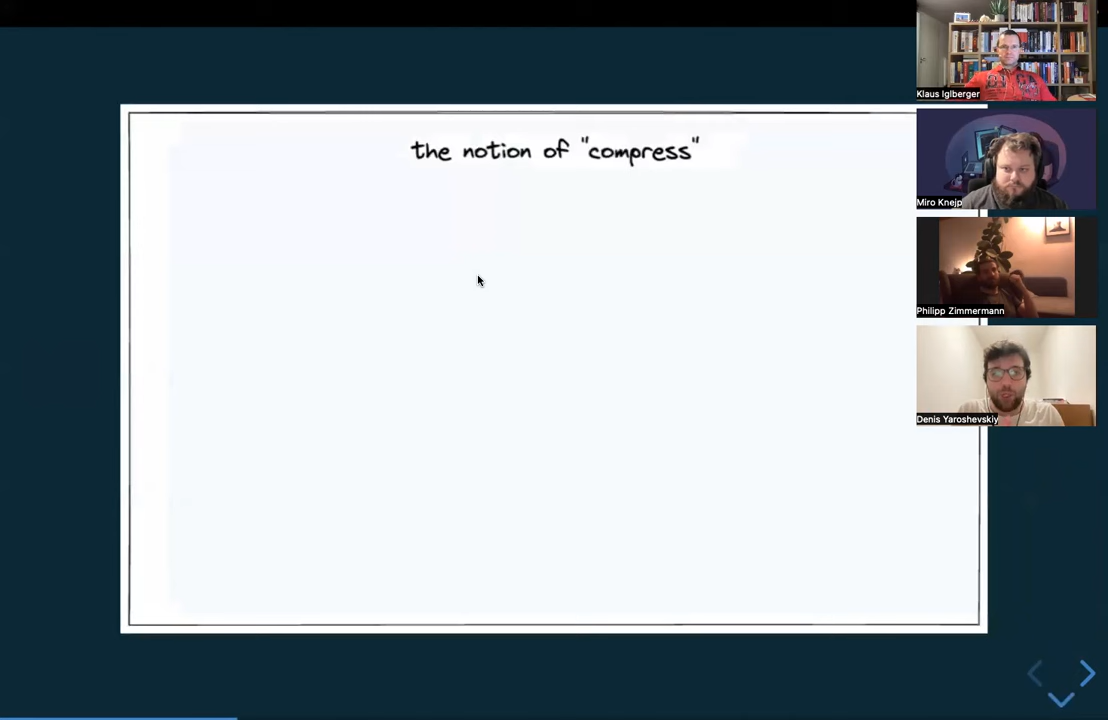 the notion of "compress"
Klaus Iglberger
Miro Knejp
Philipp Zimmermann
Denis Yaroshevskiy